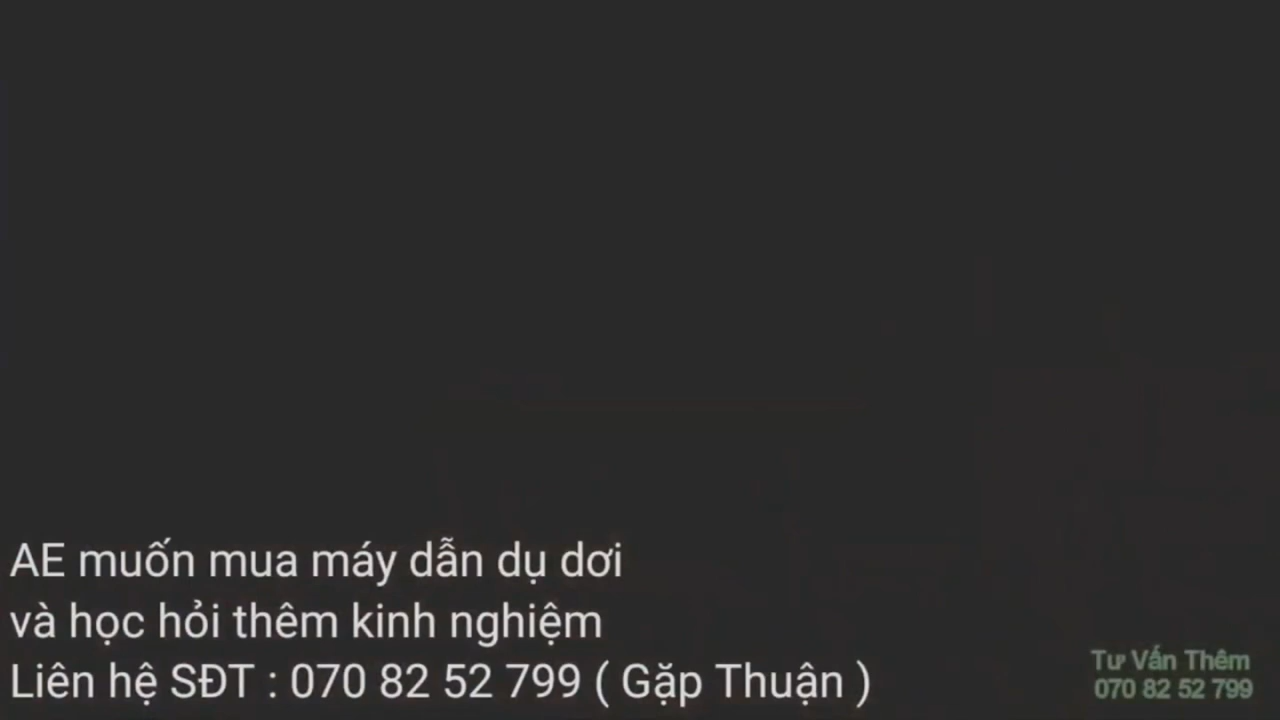 AE muốn mua máy dẫn dụ dơi
và học hỏi thêm kinh nghiệm
Liên hệ SĐT : 070 82 52 799 ( Gặp Thuận )
Tư Vấn Thêm
070 82 52 799